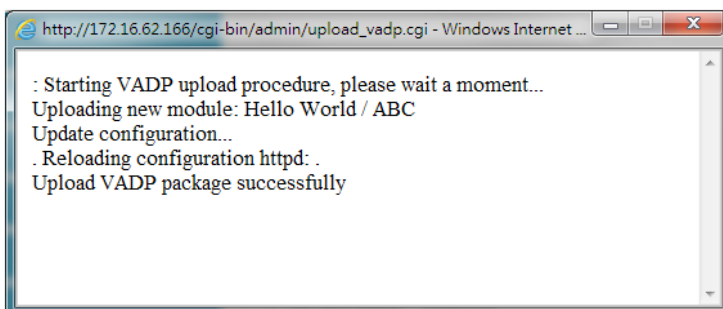 http://172.16.62.166/cgi-bin/admin/upload_vadp.cgi - Windows Internet ...
: Starting VADP upload procedure, please wait a moment...
Uploading new module: Hello World / ABC
Update configuration...
. Reloading configuration httpd: .
Upload VADP package successfully